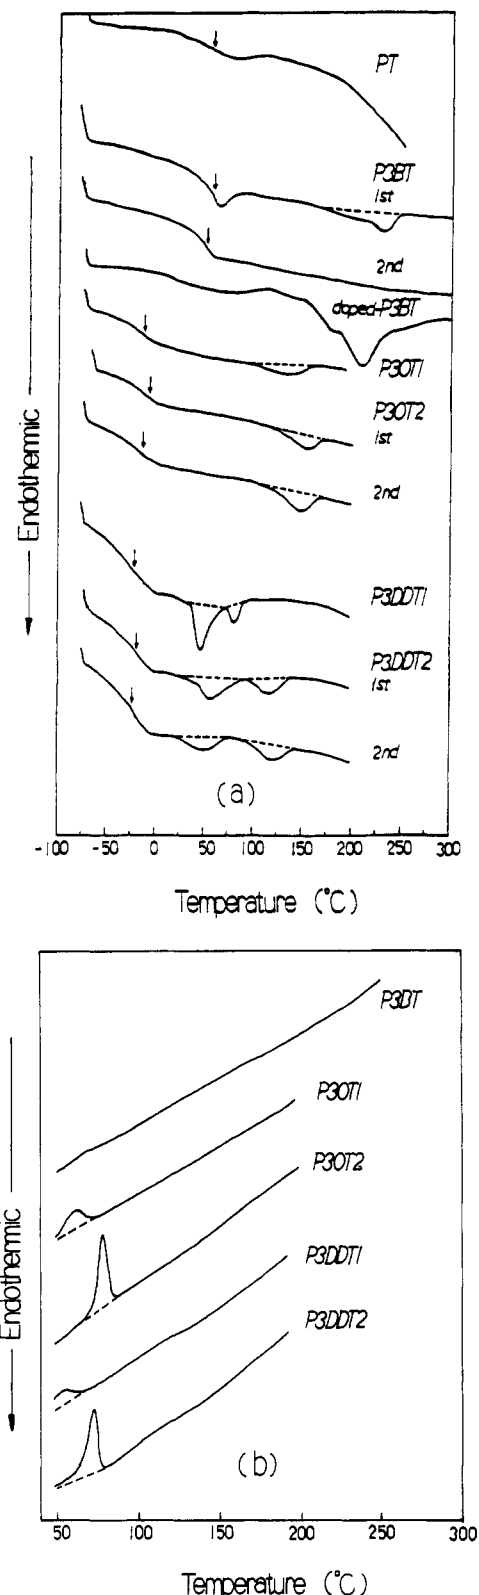 PT
P3BT
1st
2nd
doped-P3BT
P3OT1
P3OT2
1st
2nd
P3DDT1
P3DDT2
1st
2nd
Endothermic
(a)
-100 -50 0 50 100 150 200 250 300
Temperature (°C)
P3BT
P3OT1
P3OT2
P3DDT1
P3DDT2
Endothermic
(b)
50 100 150 200 250 300
Temperature (°C)